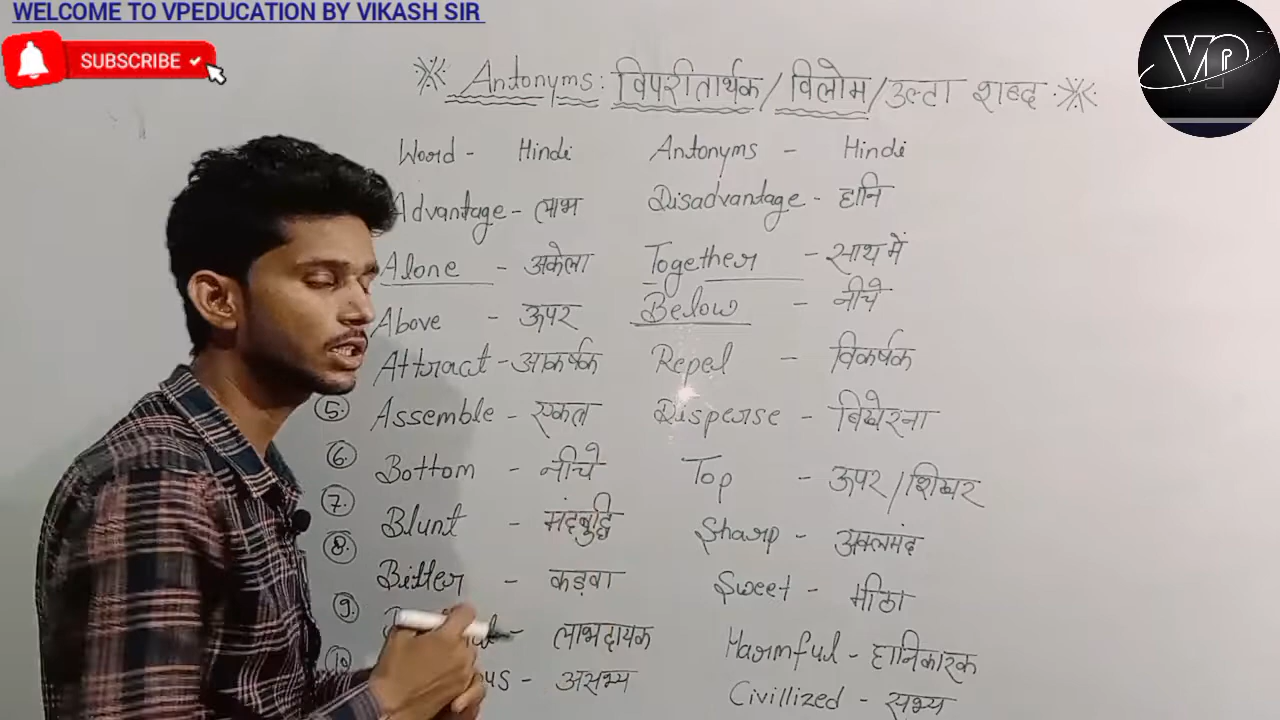 WELCOME TO VPEDUCATION BY VIKASH SIR
SUBSCRIBE
VP
Antonyms: विपरीतार्थक / विलोम / उल्टा शब्द
Word - Hindi Antonyms - Hindi
Advantage - लाभ Disadvantage - हानि
Alone - अकेला Together - साथ में
Above - ऊपर Below - नीचे
Attract - आकर्षक Repel - विकर्षक
5. Assemble - एकत Disperse - बिखेरना
6. Bottom - नीचे Top - ऊपर / शिखर
7. Blunt - मंदबुद्धि Sharp - अक्लमंद
8. Bitter - कड़वा Sweet - मीठा
9. - लाभदायक Harmful - हानिकारक
10 ous - असभ्य Civillized - सभ्य